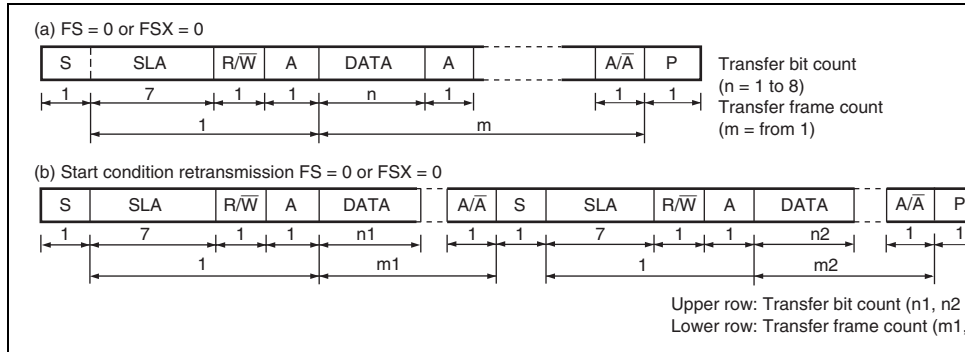 (a) FS = 0 or FSX = 0
S SLA R/W̅ A DATA A A/A̅ P
1 7 1 1 n 1 1 1
1 m
Transfer bit count
(n = 1 to 8)
Transfer frame count
(m = from 1)
(b) Start condition retransmission FS = 0 or FSX = 0
S SLA R/W̅ A DATA A/A̅ S SLA R/W̅ A DATA A/A̅ P
1 7 1 1 n1 1 1 7 1 1 n2 1 1
1 m1 1 m2
Upper row: Transfer bit count (n1, n2
Lower row: Transfer frame count (m1,